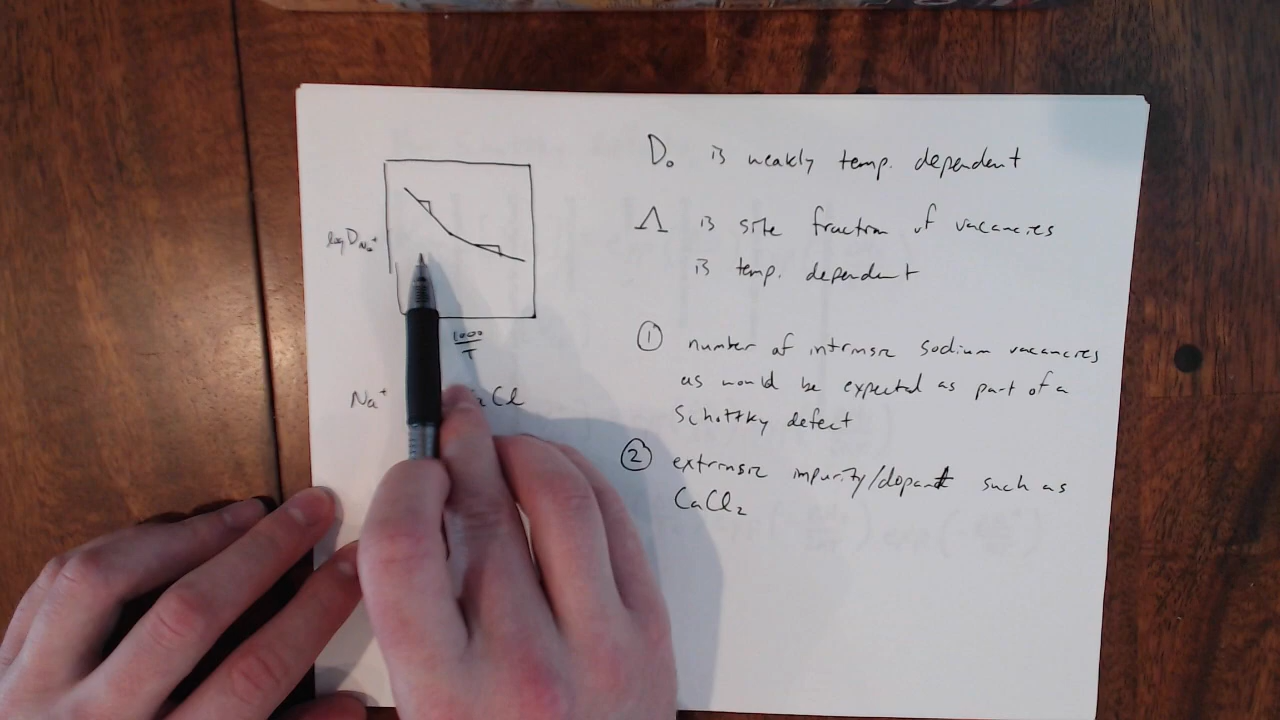 D₀ is weakly temp. dependent
Λ is site fraction of vacancies
is temp. dependent
① number of intrinsic sodium vacancies
as would be expected as part of a
Schottky defect
② extrinsic impurity/dopant such as
CaCl₂
log D Na⁺
1000
T
Na⁺ aCl